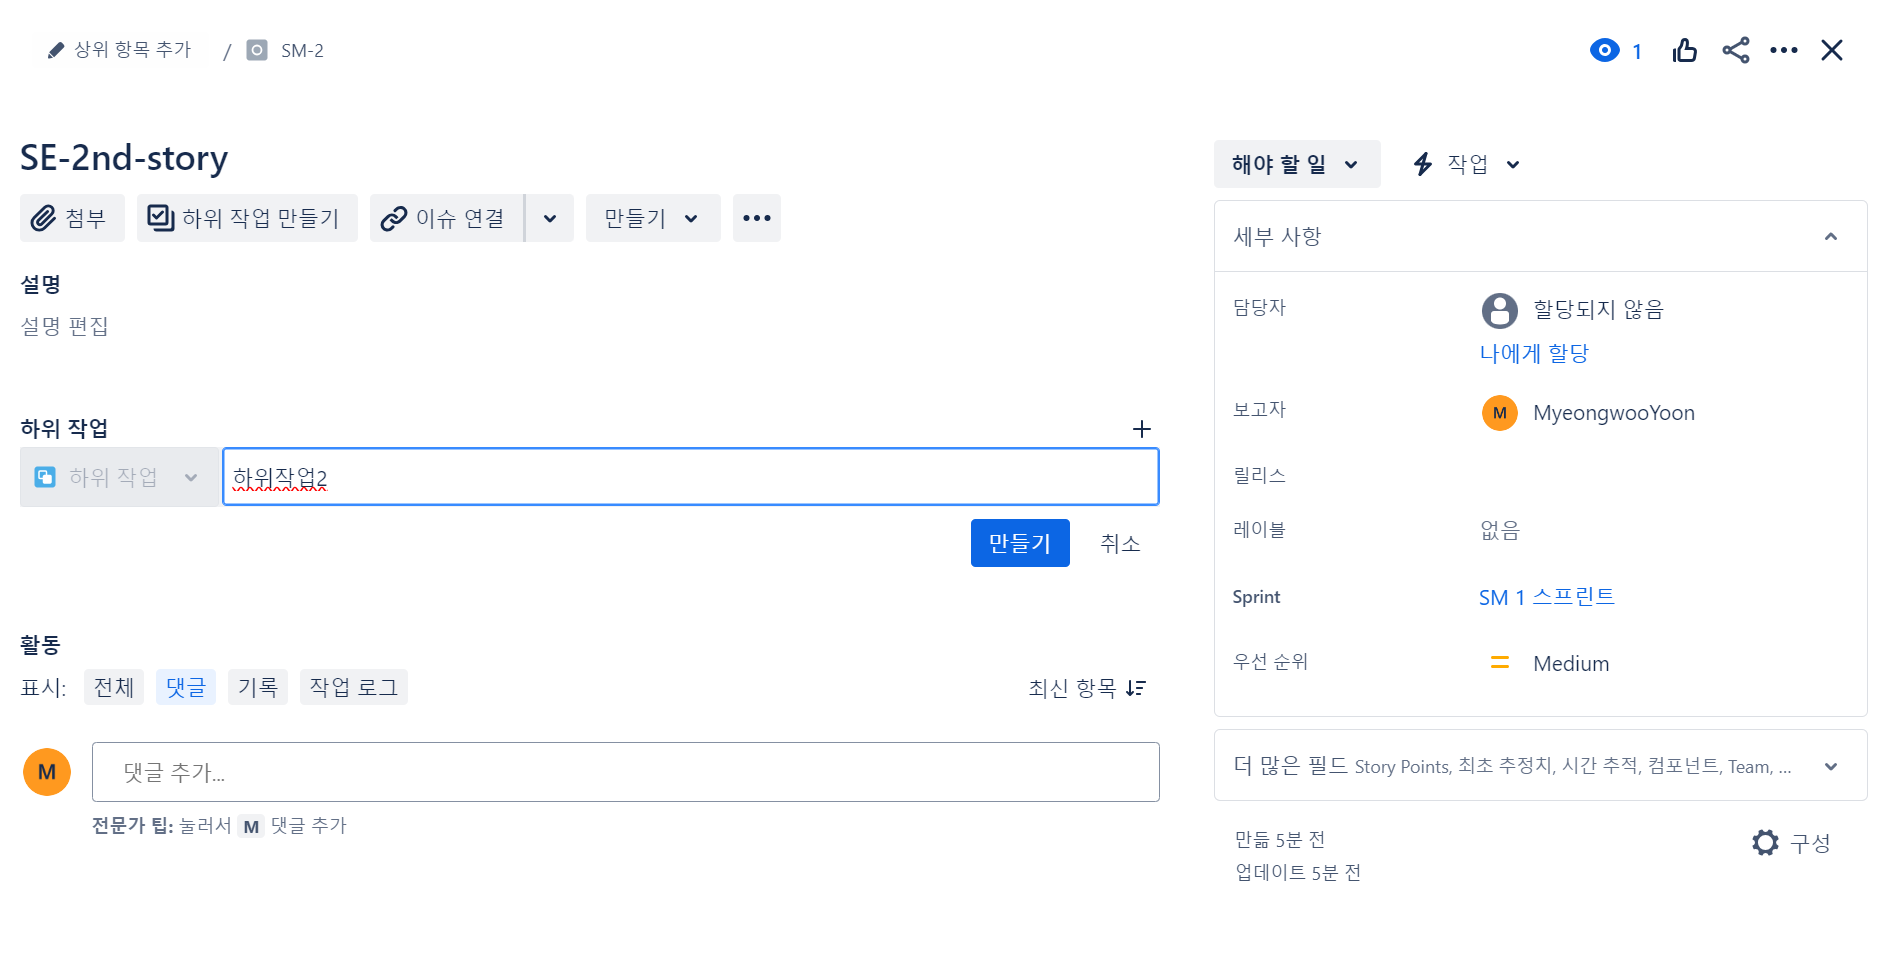 상위 항목 추가 / SM-2
1
SE-2nd-story
첨부 하위 작업 만들기 이슈 연결 만들기
설명
설명 편집
하위 작업
하위 작업 하위작업2
만들기 취소
활동
표시: 전체 댓글 기록 작업 로그 최신 항목
M 댓글 추가...
전문가 팁: 눌러서 M 댓글 추가
해야 할 일 작업
세부 사항
담당자 할당되지 않음
나에게 할당
보고자 M MyeongwooYoon
릴리스
레이블 없음
Sprint SM 1 스프린트
우선 순위 Medium
더 많은 필드 Story Points, 최초 추정치, 시간 추적, 컴포넌트, Team, ...
만듦 5분 전
업데이트 5분 전
구성